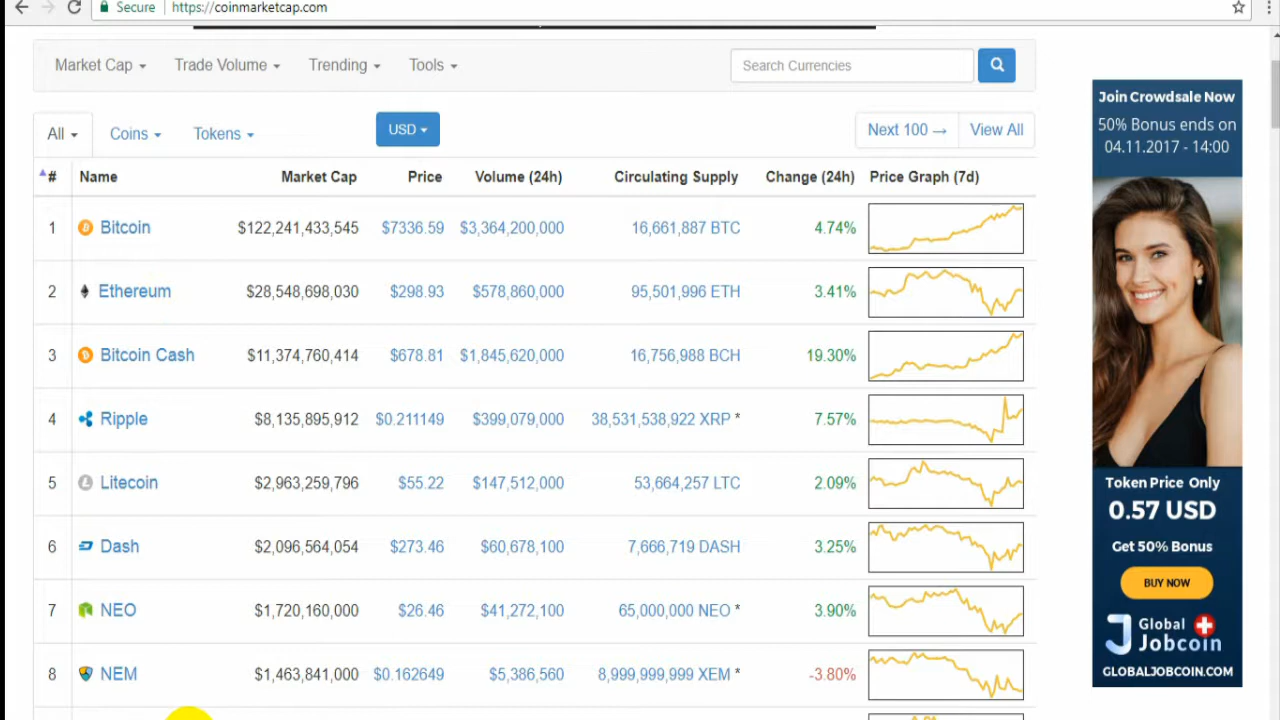 Secure https://coinmarketcap.com
Market Cap Trade Volume Trending Tools Search Currencies
All Coins Tokens USD Next 100 → View All
# Name Market Cap Price Volume (24h) Circulating Supply Change (24h) Price Graph (7d)
1 Bitcoin $122,241,433,545 $7336.59 $3,364,200,000 16,661,887 BTC 4.74%
2 Ethereum $28,548,698,030 $298.93 $578,860,000 95,501,996 ETH 3.41%
3 Bitcoin Cash $11,374,760,414 $678.81 $1,845,620,000 16,756,988 BCH 19.30%
4 Ripple $8,135,895,912 $0.211149 $399,079,000 38,531,538,922 XRP * 7.57%
5 Litecoin $2,963,259,796 $55.22 $147,512,000 53,664,257 LTC 2.09%
6 Dash $2,096,564,054 $273.46 $60,678,100 7,666,719 DASH 3.25%
7 NEO $1,720,160,000 $26.46 $41,272,100 65,000,000 NEO * 3.90%
8 NEM $1,463,841,000 $0.162649 $5,386,560 8,999,999,999 XEM * -3.80%
Join Crowdsale Now
50% Bonus ends on
04.11.2017 - 14:00
Token Price Only
0.57 USD
Get 50% Bonus
BUY NOW
Global
Jobcoin
GLOBALJOBCOIN.COM